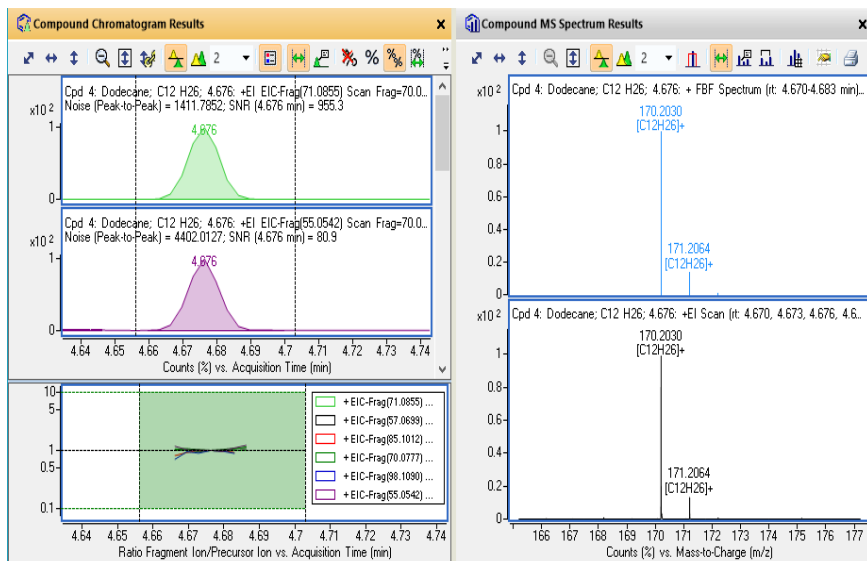 Compound Chromatogram Results
x
2
%
%
x10 2
Cpd 4: Dodecane; C12 H26; 4.676: +EI EIC-Frag(71.0855) Scan Frag=70.0...
Noise (Peak-to-Peak) = 1411.7852; SNR (4.676 min) = 955.3
4.676
1
0
x10 2
Cpd 4: Dodecane; C12 H26; 4.676: +EI EIC-Frag(55.0542) Scan Frag=70.0...
Noise (Peak-to-Peak) = 4402.0127; SNR (4.676 min) = 80.9
4.676
1
0
4.64 4.65 4.66 4.67 4.68 4.69 4.7 4.71 4.72 4.73 4.74
Counts (%) vs. Acquisition Time (min)
10
5
1
0.5
0.1
+ EIC-Frag(71.0855) ...
+ EIC-Frag(57.0699) ...
+ EIC-Frag(85.1012) ...
+ EIC-Frag(70.0777) ...
+ EIC-Frag(98.1090) ...
+ EIC-Frag(55.0542) ...
4.64 4.65 4.66 4.67 4.68 4.69 4.7 4.71 4.72 4.73 4.74
Ratio Fragment Ion/Precursor Ion vs. Acquisition Time (min)
Compound MS Spectrum Results
x
2
x10 2
Cpd 4: Dodecane; C12 H26; 4.676: + FBF Spectrum (rt: 4.670-4.683 min)...
170.2030
[C12H26]+
1
0.8
0.6
0.4
171.2064
[C12H26]+
0.2
0
x10 2
Cpd 4: Dodecane; C12 H26; 4.676: +EI Scan (rt: 4.670, 4.673, 4.676, 4.6...
170.2030
[C12H26]+
1
0.8
0.6
0.4
171.2064
[C12H26]+
0.2
0
166 167 168 169 170 171 172 173 174 175 176 177
Counts (%) vs. Mass-to-Charge (m/z)